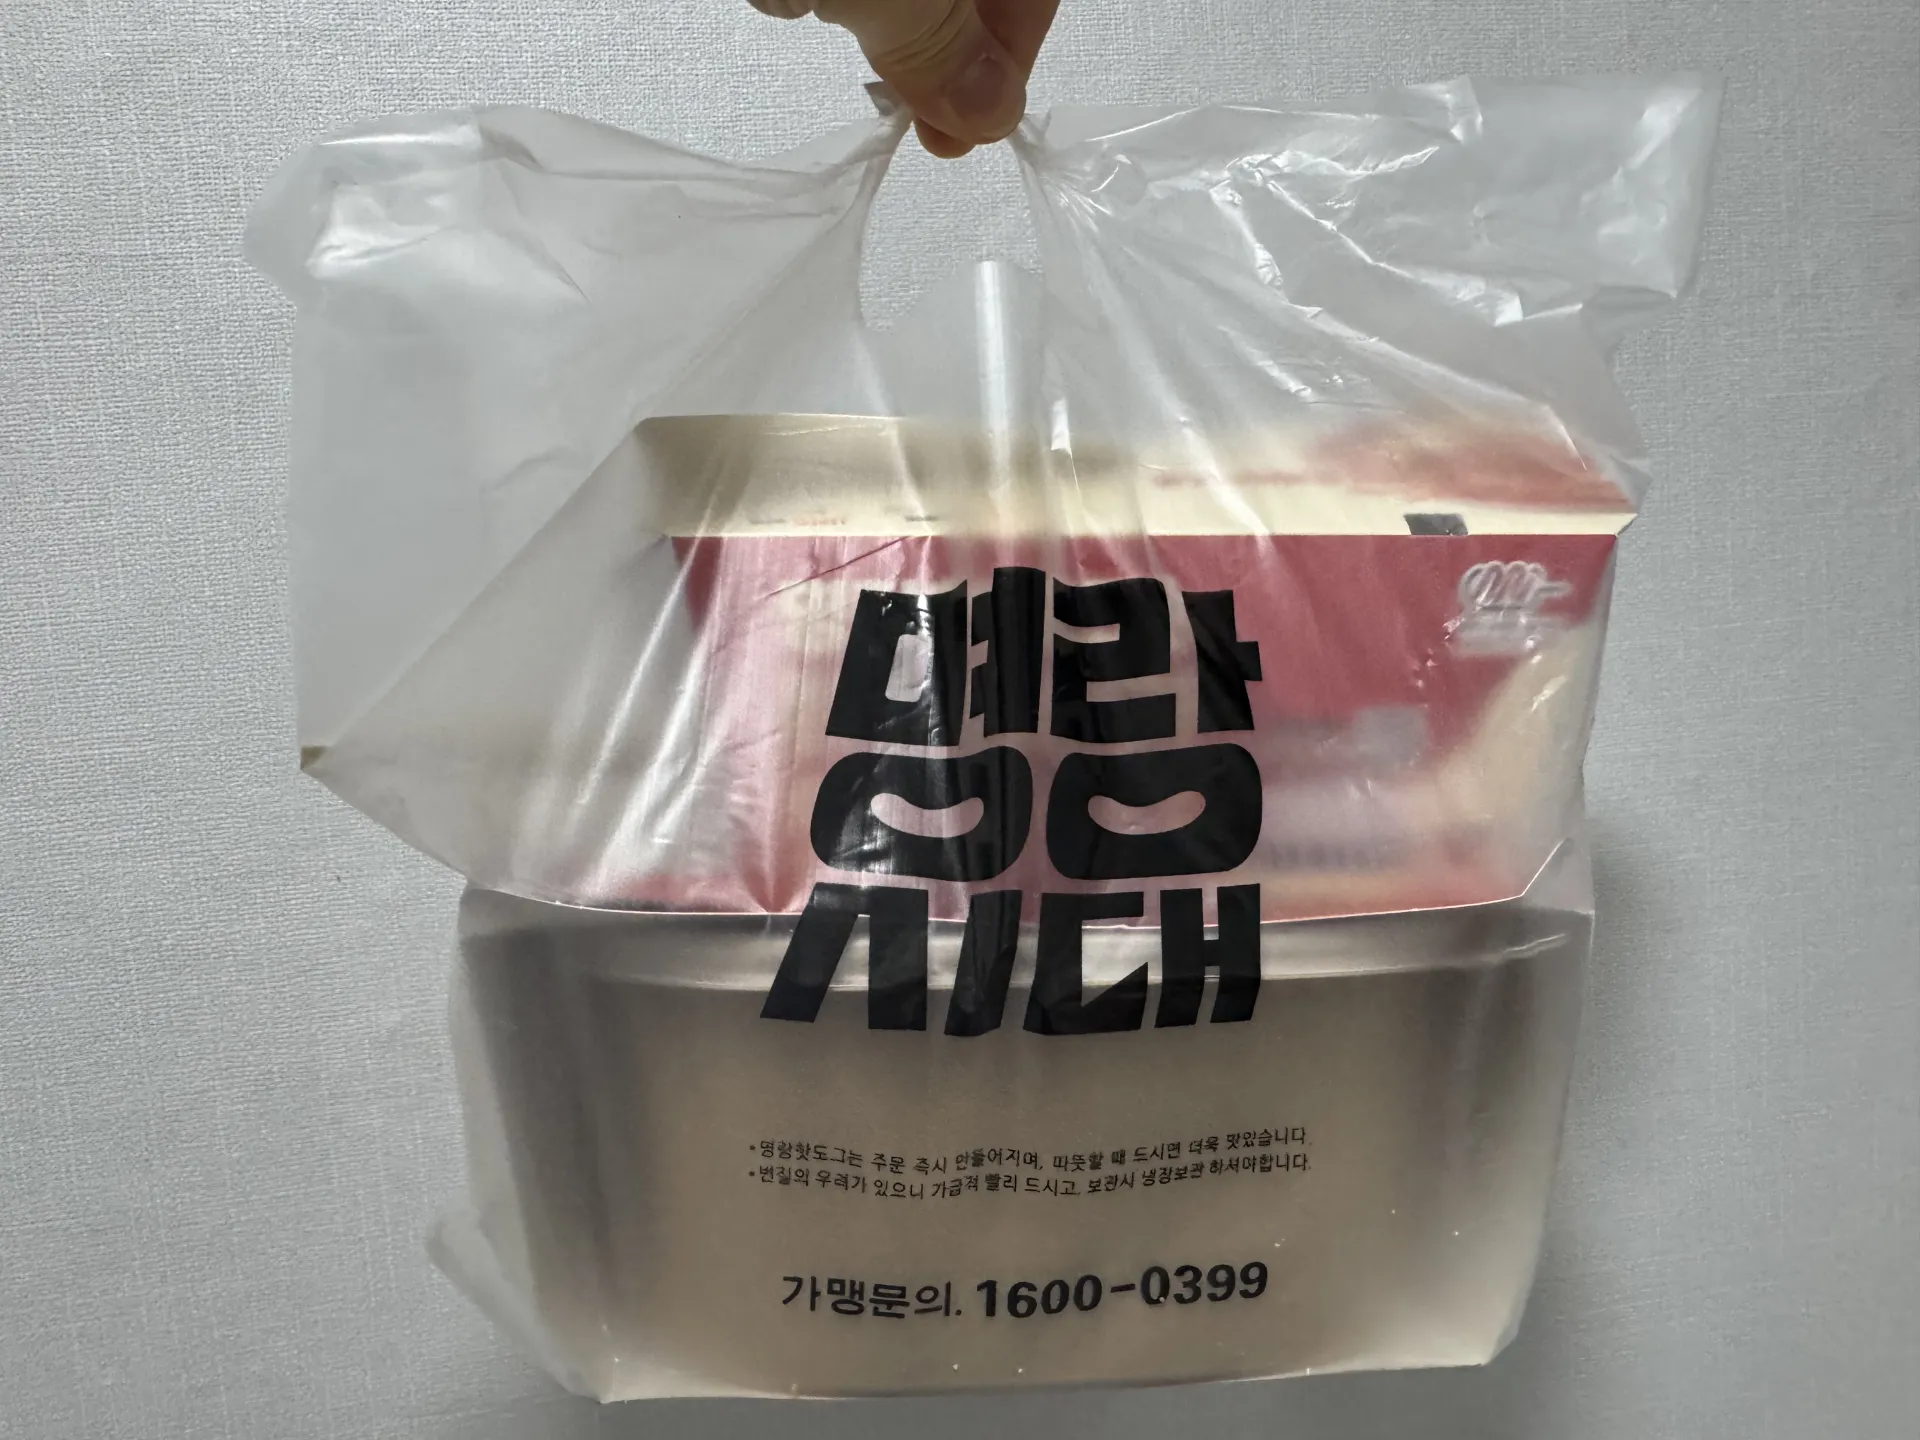 명랑
시대
•명랑핫도그는 주문 즉시 만들어지며, 따뜻할 때 드시면 더욱 맛있습니다.
•변질의 우려가 있으니 가급적 빨리 드시고, 보관시 냉장보관 하셔야합니다.
가맹문의. 1600-0399